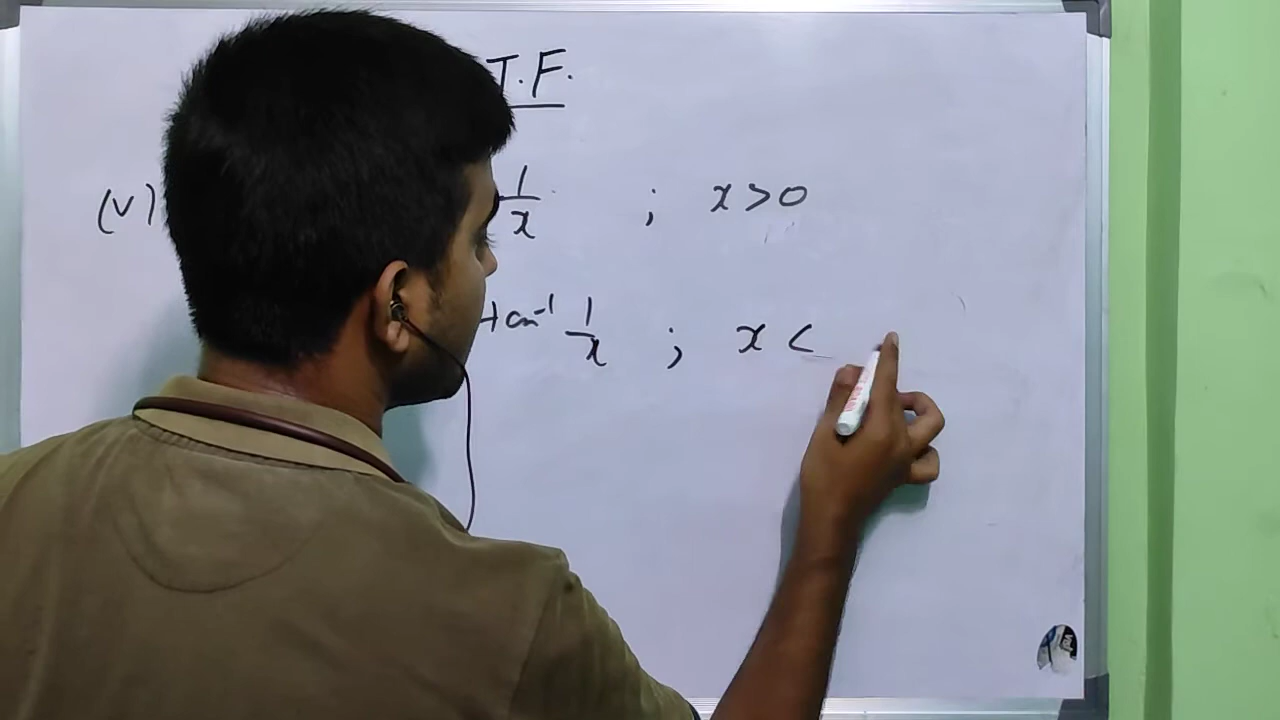 T.F.
(V) 1/x ; x>0
tan⁻¹ 1/x ; x <